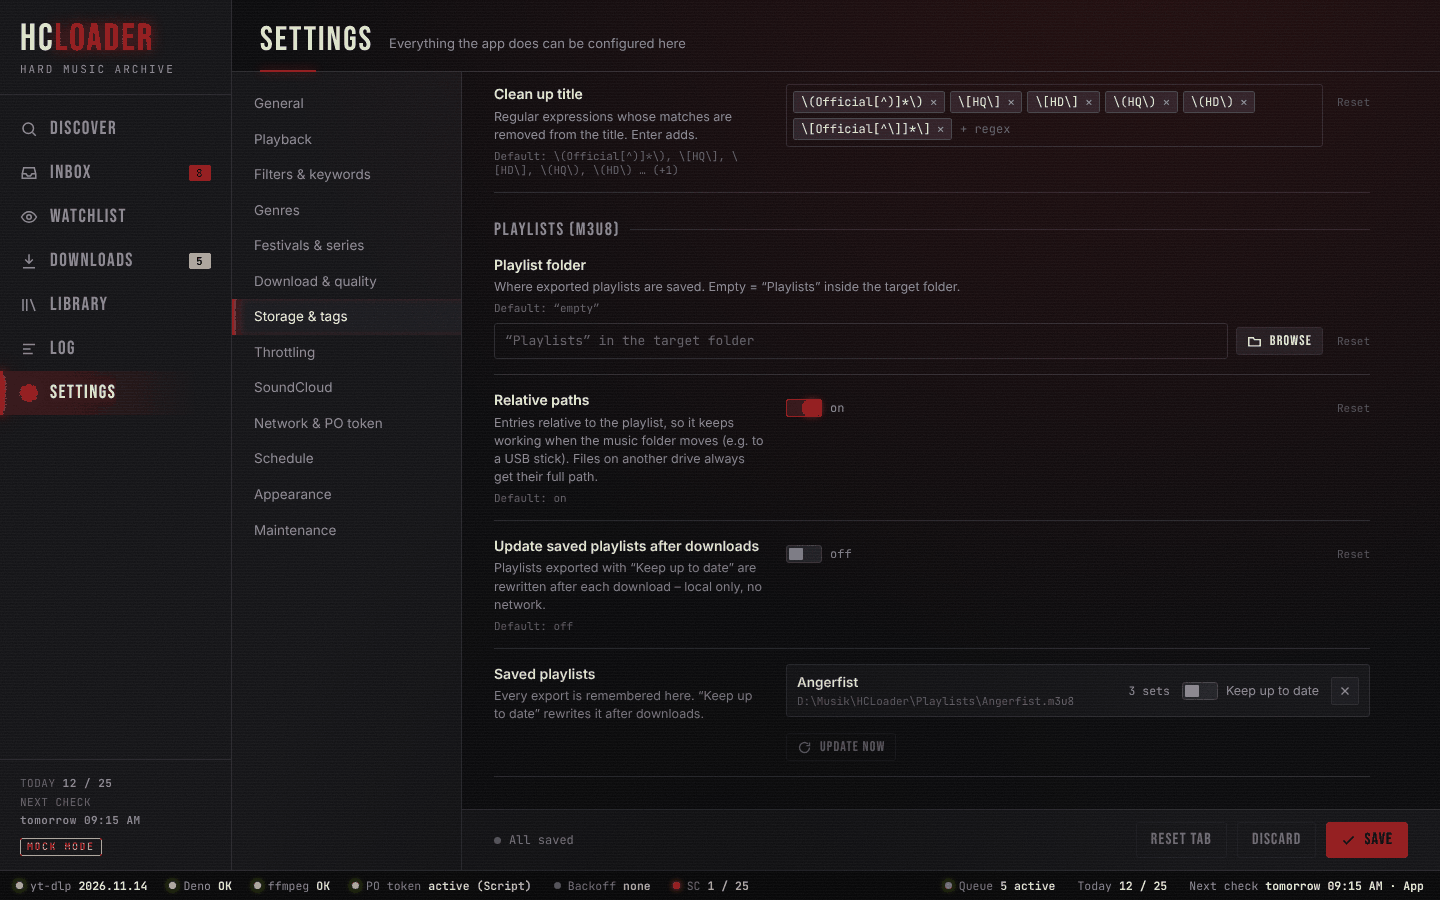 HCLOADER
HARD MUSIC ARCHIVE
DISCOVER
INBOX 8
WATCHLIST
DOWNLOADS 5
LIBRARY
LOG
SETTINGS
TODAY 12 / 25
NEXT CHECK
tomorrow 09:15 AM
MOCK MODE
SETTINGS Everything the app does can be configured here
General
Playback
Filters & keywords
Genres
Festivals & series
Download & quality
Storage & tags
Throttling
SoundCloud
Network & PO token
Schedule
Appearance
Maintenance
Clean up title
Regular expressions whose matches are
removed from the title. Enter adds.
Default: \(Official[^)]*\), \[HQ\], \
[HD\], \(HQ\), \(HD\) … (+1)
\(Official[^)]*\) × \[HQ\] × \[HD\] × \(HQ\) × \(HD\) ×
\[Official[^\]]*\] × + regex
Reset
PLAYLISTS (M3U8)
Playlist folder
Where exported playlists are saved. Empty = “Playlists” inside the target folder.
Default: “empty”
“Playlists” in the target folder BROWSE Reset
Relative paths
Entries relative to the playlist, so it keeps
working when the music folder moves (e.g. to
a USB stick). Files on another drive always
get their full path.
Default: on
on Reset
Update saved playlists after downloads
Playlists exported with “Keep up to date” are
rewritten after each download – local only, no
network.
Default: off
off Reset
Saved playlists
Every export is remembered here. “Keep up
to date” rewrites it after downloads.
Angerfist
D:\Musik\HCLoader\Playlists\Angerfist.m3u8
3 sets Keep up to date ×
UPDATE NOW
All saved RESET TAB DISCARD SAVE
yt-dlp 2026.11.14 Deno OK ffmpeg OK PO token active (Script) Backoff none SC 1 / 25 Queue 5 active Today 12 / 25 Next check tomorrow 09:15 AM · App